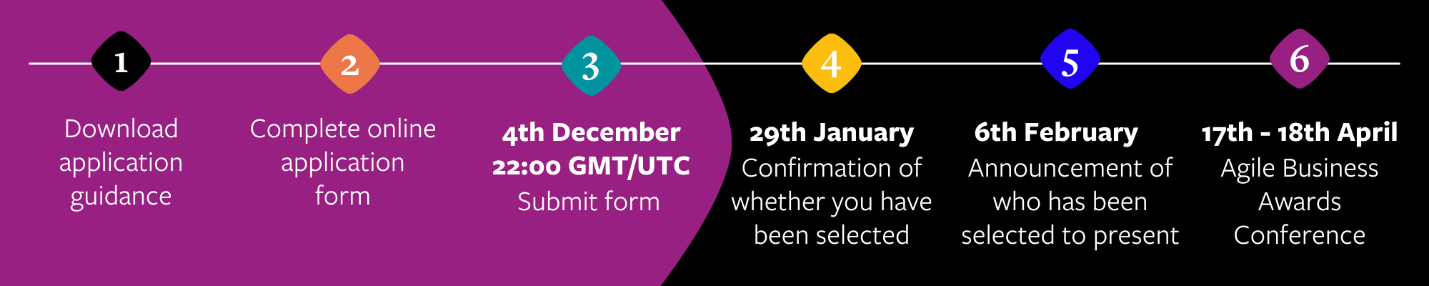 1
Download
application
guidance
2
Complete online
application
form
3
4th December
22:00 GMT/UTC
Submit form
4
29th January
Confirmation of
whether you have
been selected
5
6th February
Announcement of
who has been
selected to present
6
17th - 18th April
Agile Business
Awards
Conference